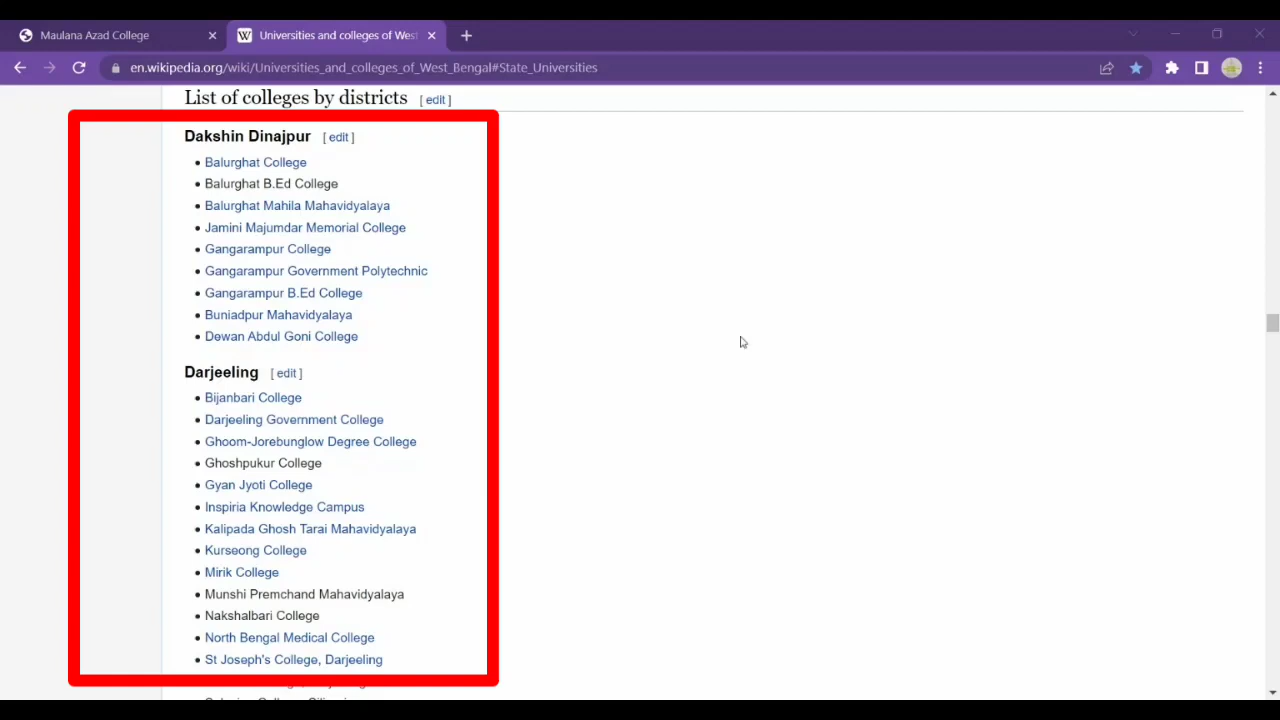 Maulana Azad College
Universities and colleges of Wes
en.wikipedia.org/wiki/Universities_and_colleges_of_West_Bengal#State_Universities
List of colleges by districts [ edit ]
Dakshin Dinajpur [ edit ]
Balurghat College
Balurghat B.Ed College
Balurghat Mahila Mahavidyalaya
Jamini Majumdar Memorial College
Gangarampur College
Gangarampur Government Polytechnic
Gangarampur B.Ed College
Buniadpur Mahavidyalaya
Dewan Abdul Goni College
Darjeeling [ edit ]
Bijanbari College
Darjeeling Government College
Ghoom-Jorebunglow Degree College
Ghoshpukur College
Gyan Jyoti College
Inspiria Knowledge Campus
Kalipada Ghosh Tarai Mahavidyalaya
Kurseong College
Mirik College
Munshi Premchand Mahavidyalaya
Nakshalbari College
North Bengal Medical College
St Joseph's College, Darjeeling